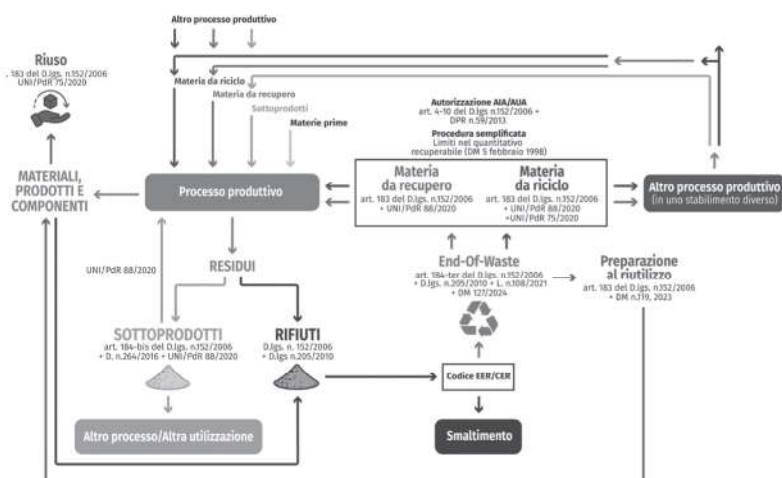 Altro processo produttivo
Riuso
. 183 del D.lgs. n.152/2006
UNI/PdR 75/2020
Materia da riciclo
Materia da recupero
Sottoprodotti
Materie prime
Autorizzazione AIA/AUA
art. 4-10 del D.lgs n.152/2006 +
DPR n.59/2013
Procedura semplificata
Limiti nel quantitativo
recuperabile (DM 5 febbraio 1998)
MATERIALI,
PRODOTTI E
COMPONENTI
Processo produttivo
Materia
da recupero
art. 183 del D.lgs. n.152/2006
+ UNI/PdR 88/2020
Materia
da riciclo
art. 183 del D.lgs. n.152/2006
+ UNI/PdR 88/2020
+UNI/PdR 75/2020
Altro processo produttivo
(in uno stabilimento diverso)
UNI/PdR 88/2020
RESIDUI
End-Of-Waste
art. 184-ter del D.lgs. n.152/2006
+ D.lgs. n.205/2010 + L. n.108/2021
+ DM 127/2024
Preparazione
al riutilizzo
art. 183 del D.lgs. n.152/2006
+ DM n.119, 2023
SOTTOPRODOTTI
art. 184-bis del D.lgs. n.152/2006
+ D. n.264/2016 + UNI/PdR 88/2020
RIFIUTI
D.lgs. n. 152/2006
+ D.lgs n.205/2010
Codice EER/CER
Altro processo/Altra utilizzazione
Smaltimento